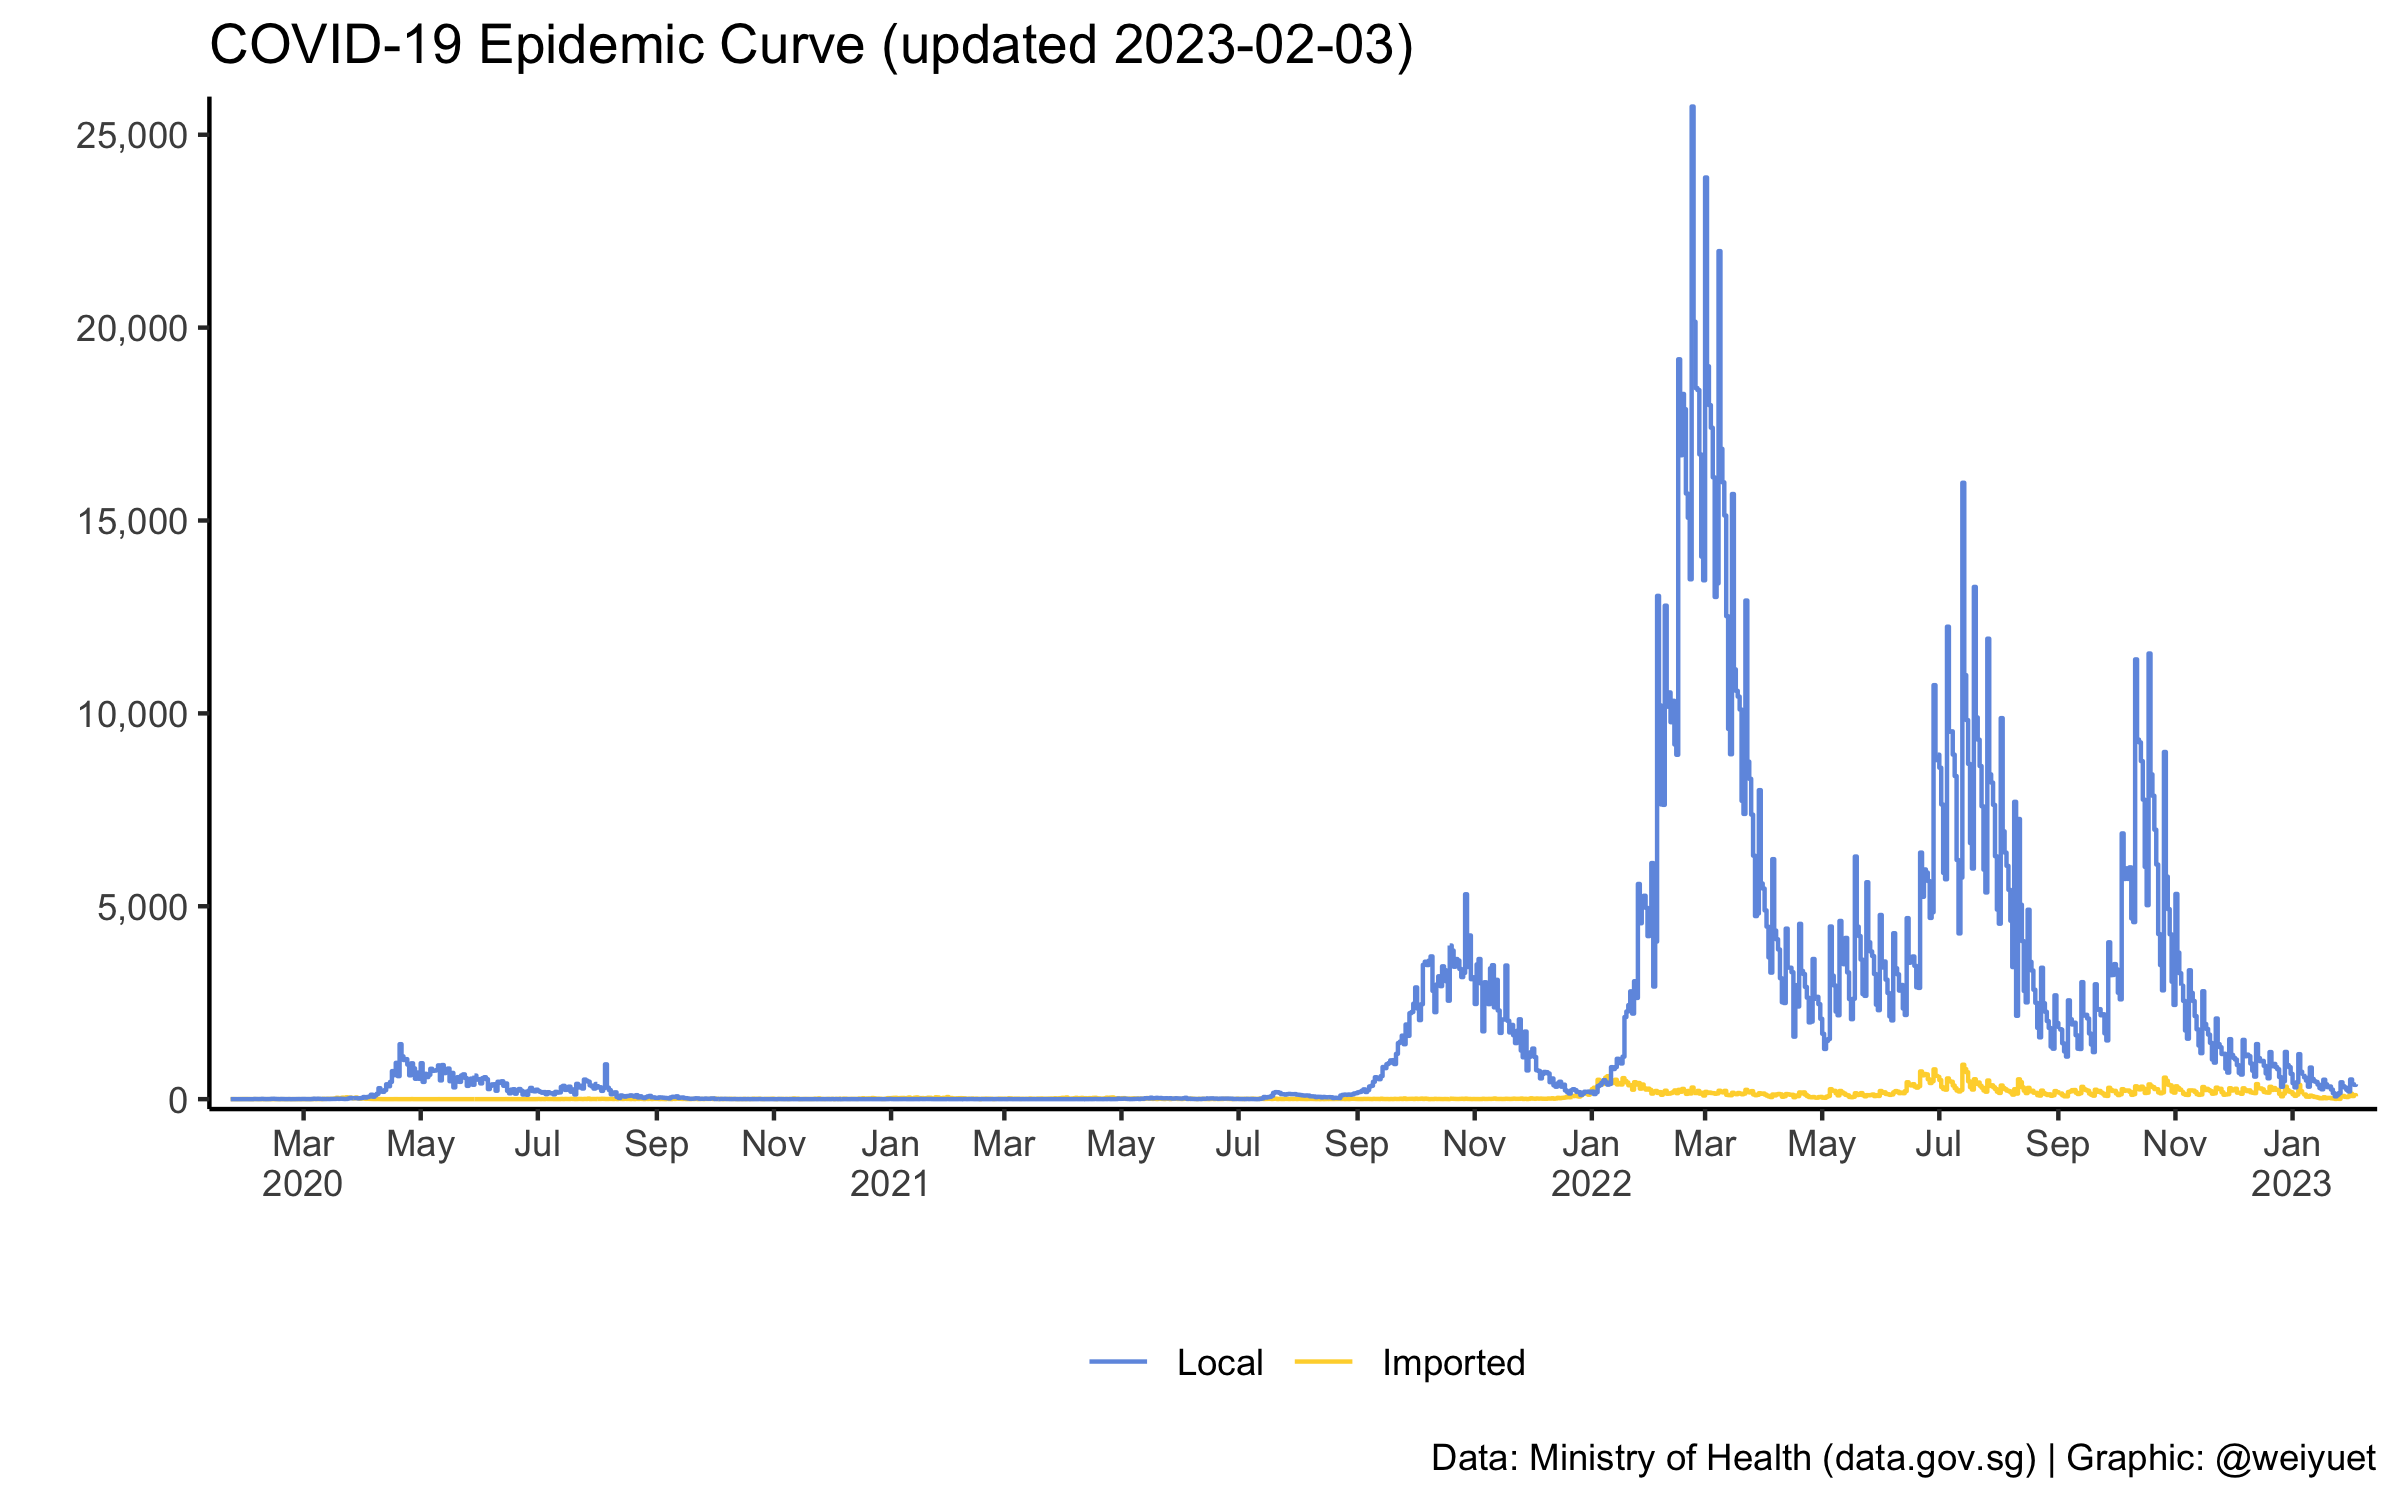 COVID-19 Epidemic Curve (updated 2023-02-03)
25,000
20,000
15,000
10,000
5,000
0
Mar May Jul Sep Nov Jan Mar May Jul Sep Nov Jan Mar May Jul Sep Nov Jan
2020 2021 2022 2023
Local Imported
Data: Ministry of Health (data.gov.sg) | Graphic: @weiyuet